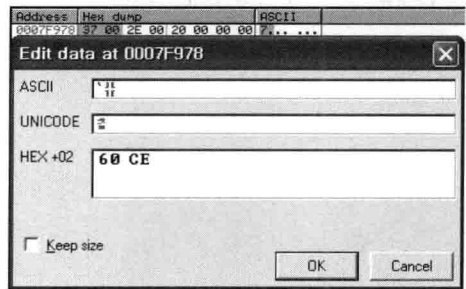 Address Hex dump ASCII
0007F978 37 00 2E 00 20 00 00 00 7... ...
Edit data at 0007F978
ASCII
UNICODE
HEX +02 60 CE
Keep size
OK Cancel